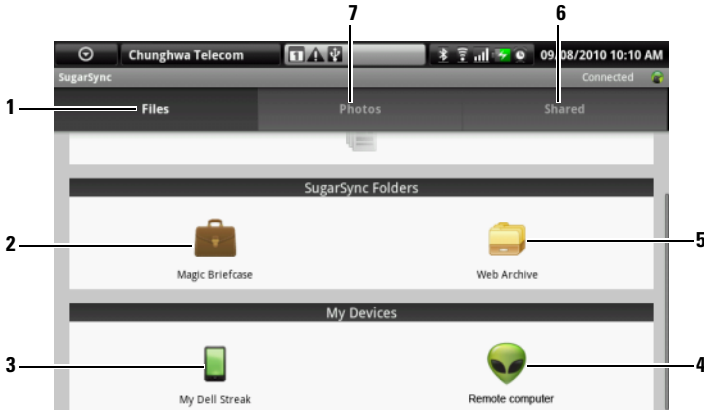 7 6
Chunghwa Telecom 1 09/08/2010 10:10 AM
SugarSync Connected
1 Files Photos Shared
SugarSync Folders
2 5
Magic Briefcase Web Archive
My Devices
3 4
My Dell Streak Remote computer